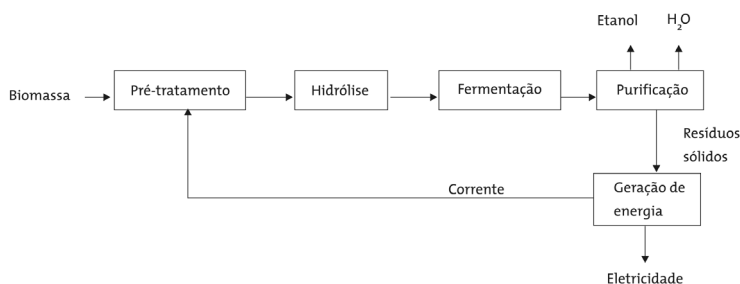 Etanol
H₂O
Biomassa
Pré-tratamento
Hidrólise
Fermentação
Purificação
Resíduos
sólidos
Corrente
Geração de
energia
Eletricidade